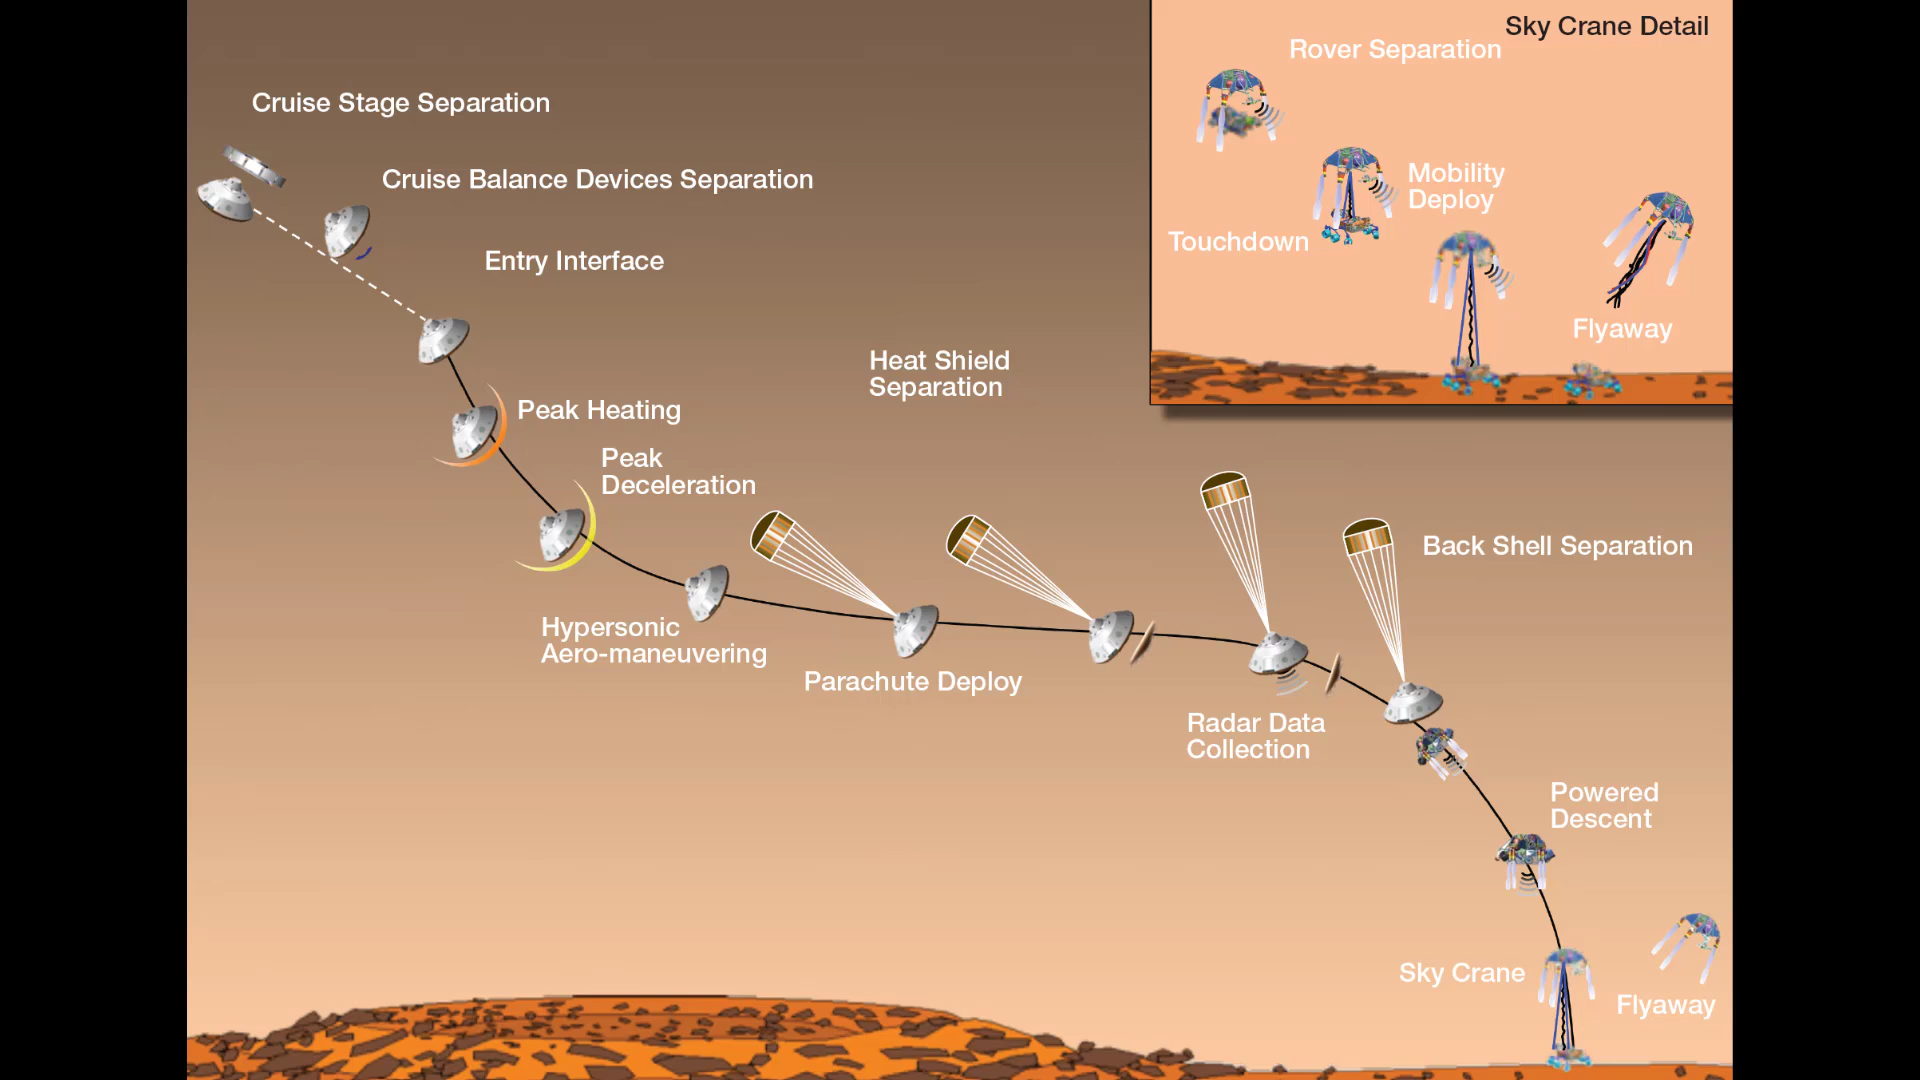 Sky Crane Detail
Rover Separation
Cruise Stage Separation
Cruise Balance Devices Separation
Mobility
Deploy
Touchdown
Entry Interface
Flyaway
Heat Shield
Separation
Peak Heating
Peak
Deceleration
Back Shell Separation
Hypersonic
Aero-maneuvering
Parachute Deploy
Radar Data
Collection
Powered
Descent
Sky Crane
Flyaway